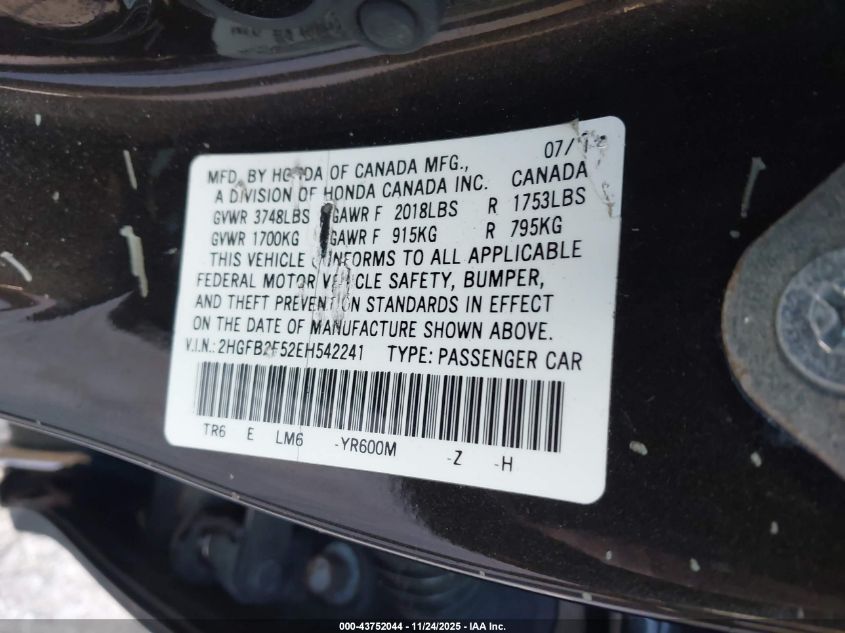 07/
MFD. BY HONDA OF CANADA MFG.,
A DIVISION OF HONDA CANADA INC. CANADA
GVWR 3748LBS GAWR F 2018LBS R 1753LBS
GVWR 1700KG GAWR F 915KG R 795KG
THIS VEHICLE CONFORMS TO ALL APPLICABLE
FEDERAL MOTOR VEHICLE SAFETY, BUMPER,
AND THEFT PREVENTION STANDARDS IN EFFECT
ON THE DATE OF MANUFACTURE SHOWN ABOVE.
V.I.N.: 2HGFB2F52EH542241 TYPE: PASSENGER CAR
TR6 E LM6 -YR600M -Z -H
000-43752044 — 11/24/2025 — IAA Inc.